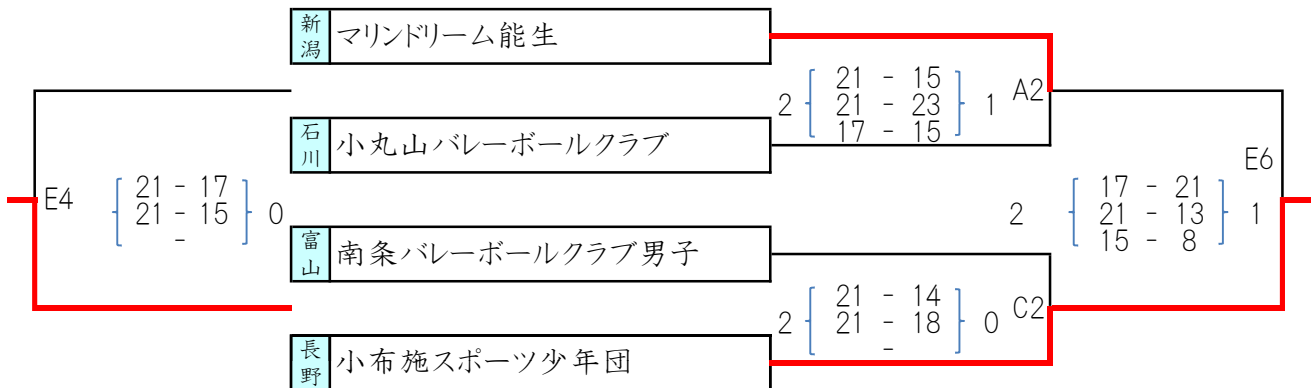 新潟 マリンドリーム能生
2 21 - 15 1 A2
21 - 23
17 - 15
石川 小丸山バレーボールクラブ
E4 21 - 17 0
21 - 15
-
E6
2 17 - 21 1
21 - 13
15 - 8
富山 南条バレーボールクラブ男子
2 21 - 14 0 C2
21 - 18
-
長野 小布施スポーツ少年団